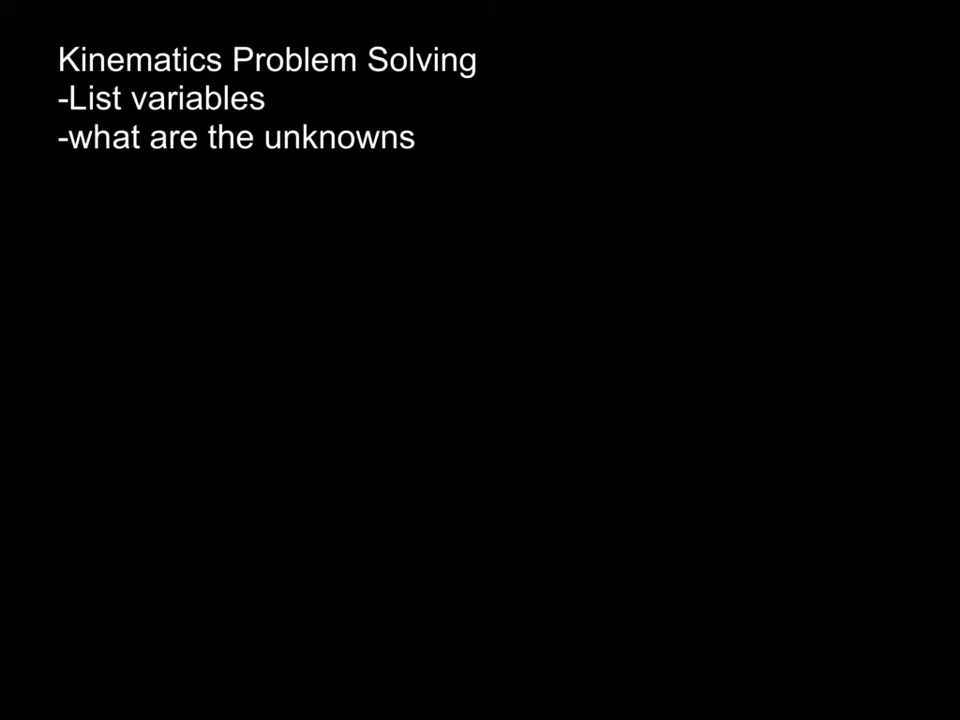 Kinematics Problem Solving
-List variables
-what are the unknowns